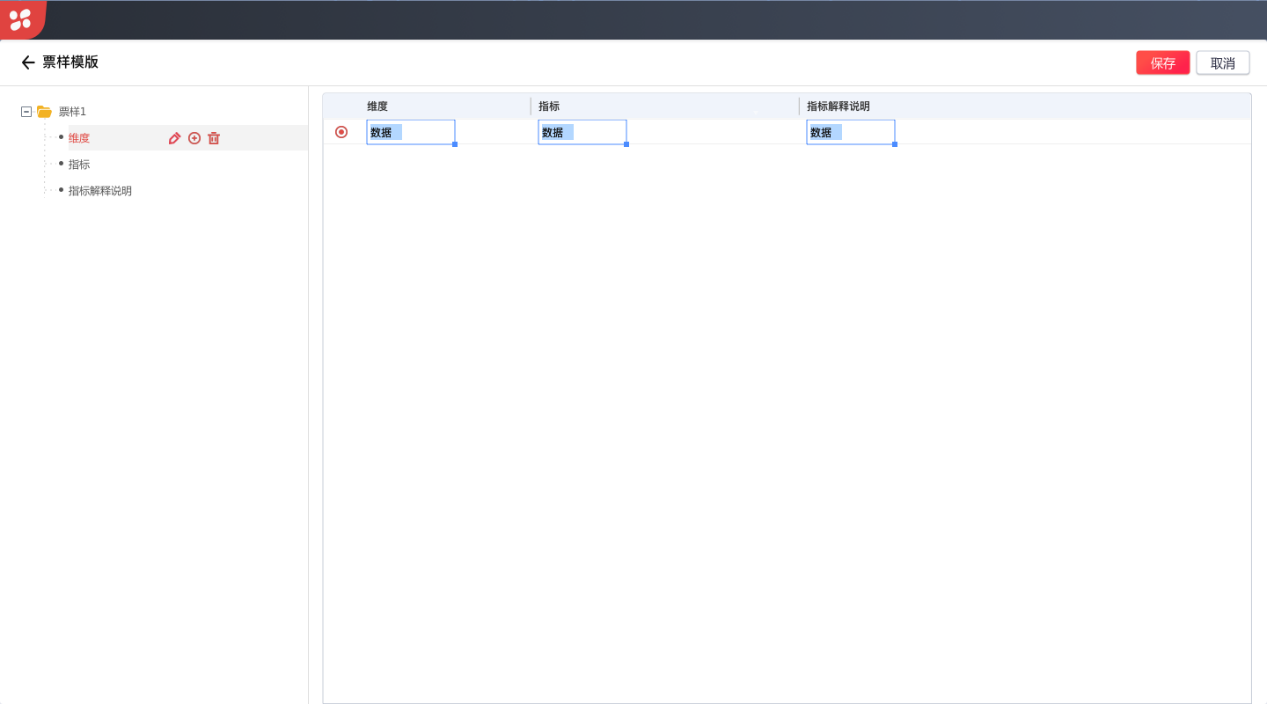 票样模版
保存 取消
票样1
维度
指标
指标解释说明
维度 指标 指标解释说明
数据 数据 数据